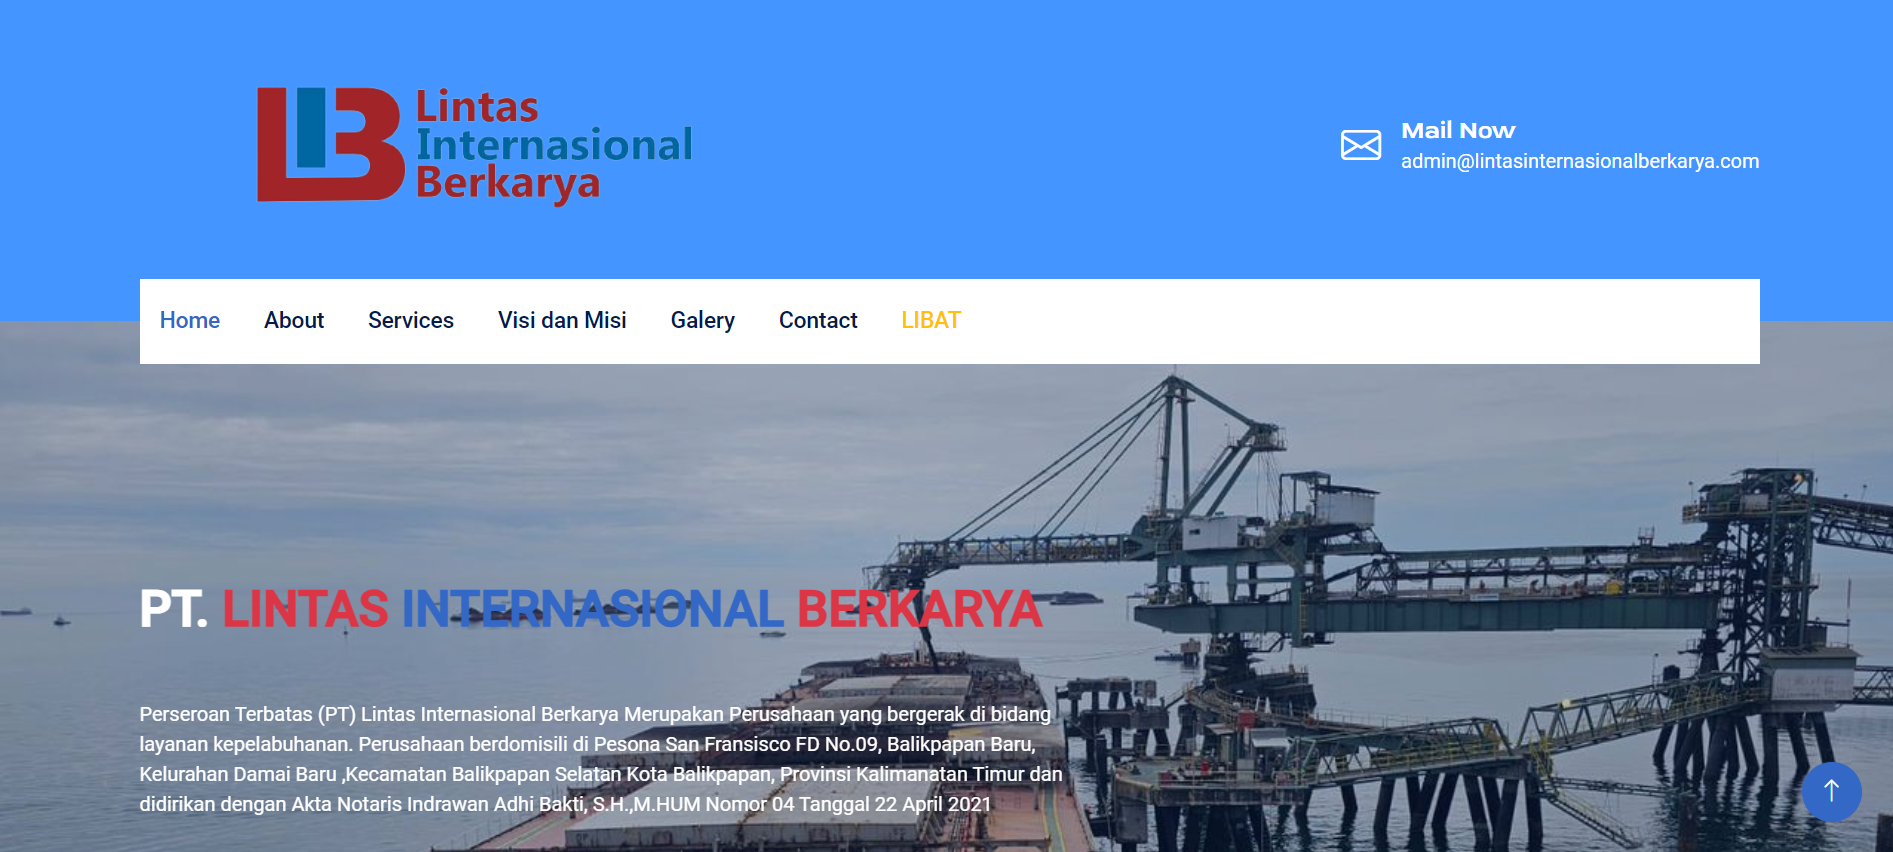 LIB
Lintas
Internasional
Berkarya
Mail Now
admin@lintasinternasionalberkarya.com
Home About Services Visi dan Misi Galery Contact LIBAT
PT. LINTAS INTERNASIONAL BERKARYA
Perseroan Terbatas (PT) Lintas Internasional Berkarya Merupakan Perusahaan yang bergerak di bidang
layanan kepelabuhanan. Perusahaan berdomisili di Pesona San Fransisco FD No.09, Balikpapan Baru,
Kelurahan Damai Baru ,Kecamatan Balikpapan Selatan Kota Balikpapan, Provinsi Kalimanatan Timur dan
didirikan dengan Akta Notaris Indrawan Adhi Bakti, S.H.,M.HUM Nomor 04 Tanggal 22 April 2021